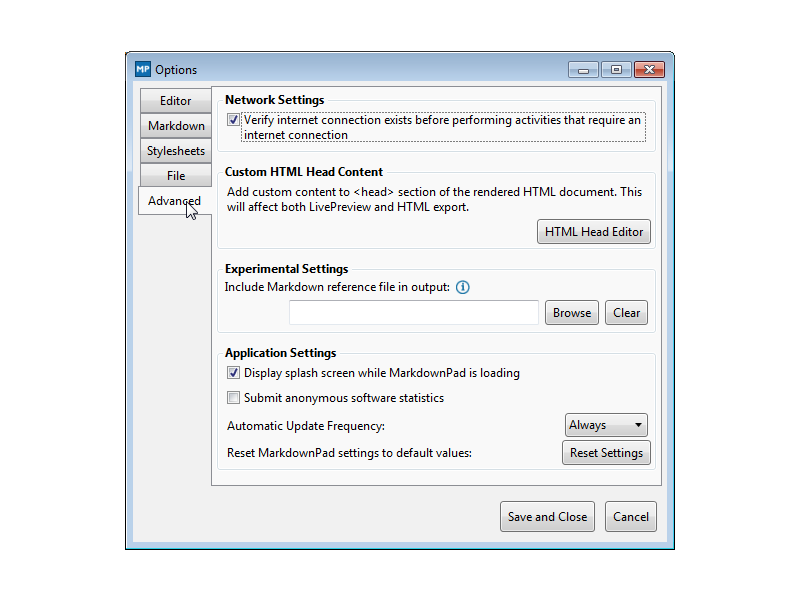 MP Options
Editor
Markdown
Stylesheets
File
Advanced
Network Settings
Verify internet connection exists before performing activities that require an
internet connection
Custom HTML Head Content
Add custom content to <head> section of the rendered HTML document. This
will affect both LivePreview and HTML export.
HTML Head Editor
Experimental Settings
Include Markdown reference file in output:
Browse Clear
Application Settings
Display splash screen while MarkdownPad is loading
Submit anonymous software statistics
Automatic Update Frequency: Always
Reset MarkdownPad settings to default values: Reset Settings
Save and Close Cancel